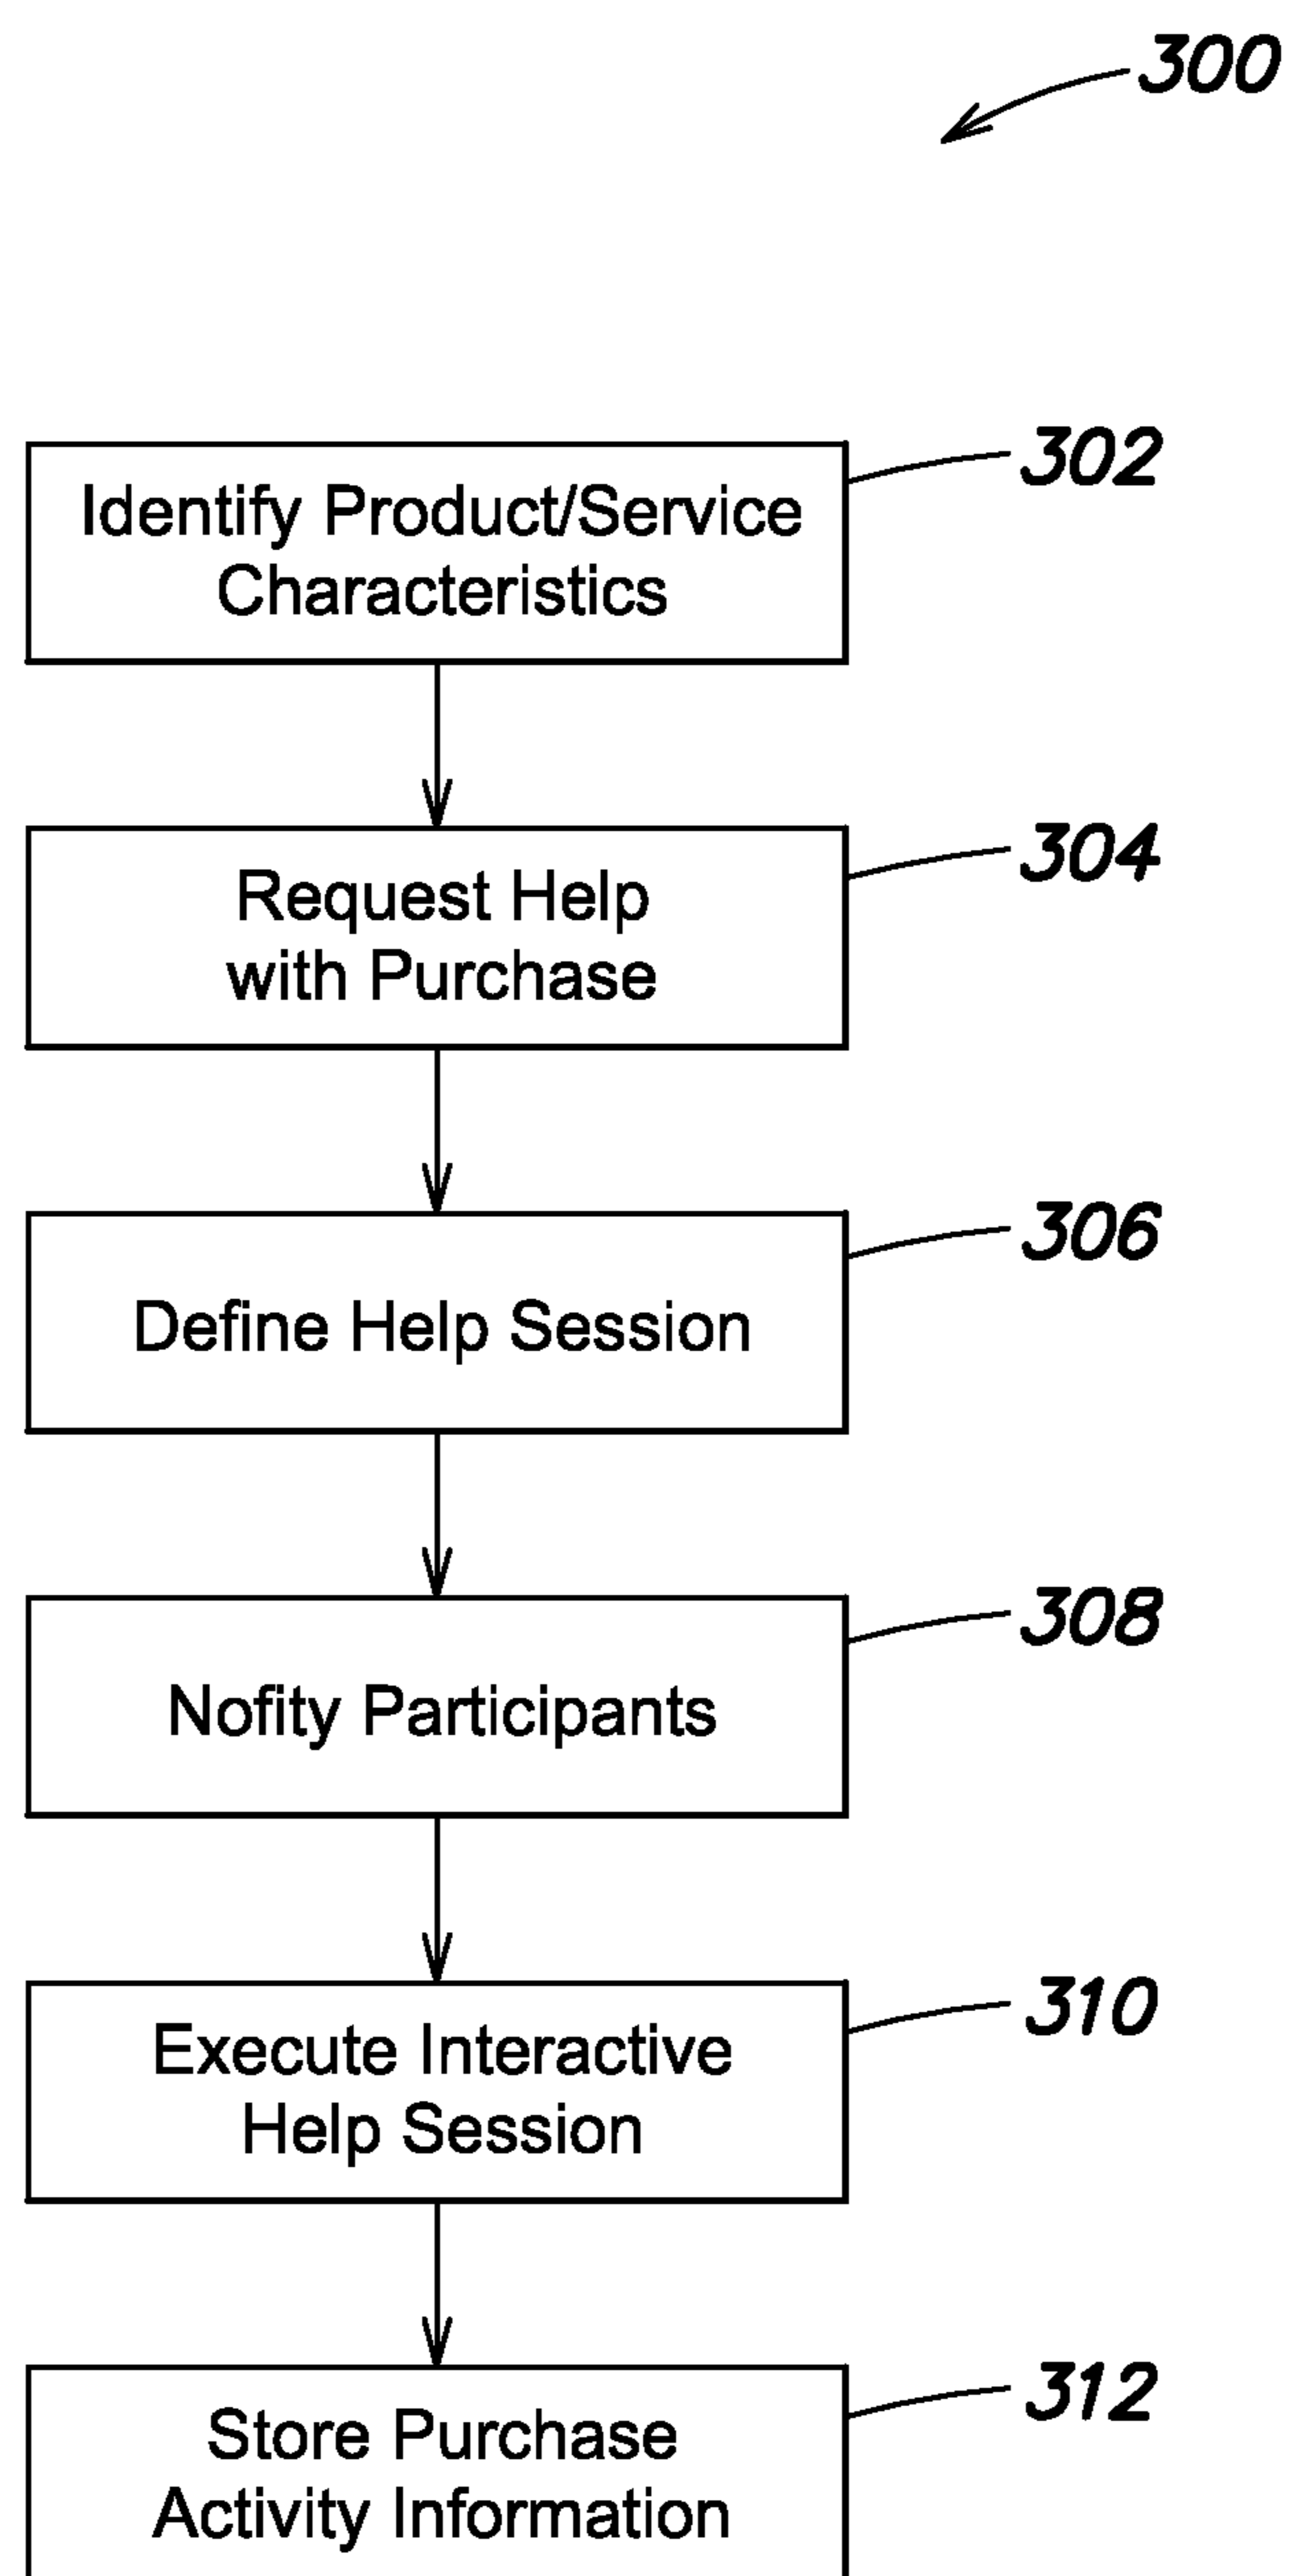 300
Identify Product/Service
Characteristics
302
Request Help
with Purchase
304
Define Help Session
306
Nofity Participants
308
Execute Interactive
Help Session
310
Store Purchase
Activity Information
312